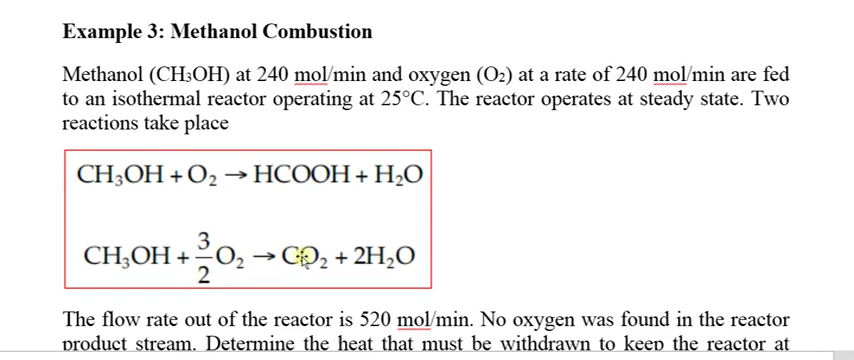 Example 3: Methanol Combustion
Methanol (CH3OH) at 240 mol/min and oxygen (O2) at a rate of 240 mol/min are fed
to an isothermal reactor operating at 25°C. The reactor operates at steady state. Two
reactions take place
CH₃OH + O₂ → HCOOH + H₂O
CH₃OH + 3/2 O₂ → CO₂ + 2H₂O
The flow rate out of the reactor is 520 mol/min. No oxygen was found in the reactor
product stream. Determine the heat that must be withdrawn to keep the reactor at